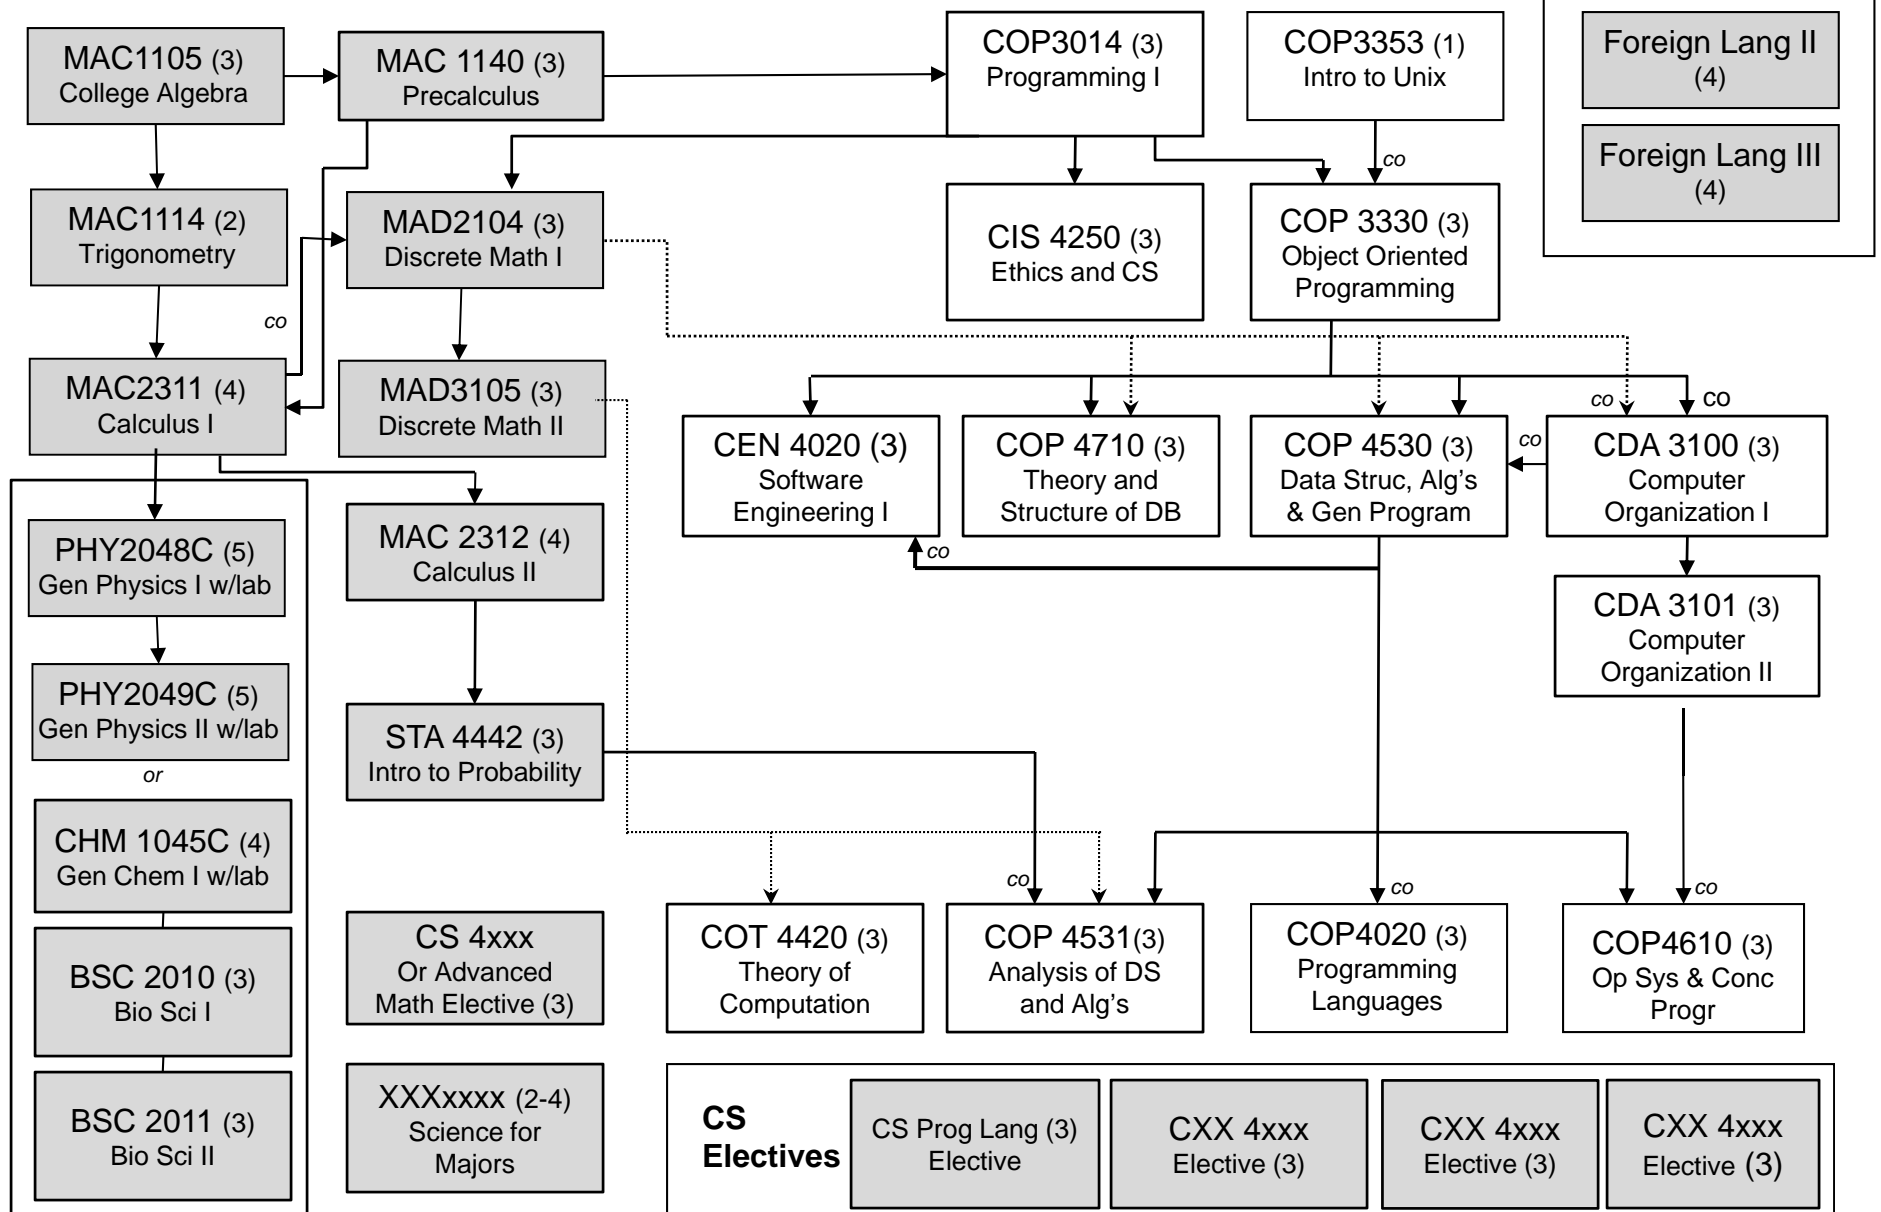 MAC1105 (3)
College Algebra
MAC 1140 (3)
Precalculus
COP3014 (3)
Programming I
COP3353 (1)
Intro to Unix
Foreign Lang II
(4)
Foreign Lang III
(4)
co
MAC1114 (2)
Trigonometry
MAD2104 (3)
Discrete Math I
CIS 4250 (3)
Ethics and CS
COP 3330 (3)
Object Oriented
Programming
co
MAC2311 (4)
Calculus I
MAD3105 (3)
Discrete Math II
co
co
CEN 4020 (3)
Software
Engineering I
COP 4710 (3)
Theory and
Structure of DB
COP 4530 (3)
Data Struc, Alg's
& Gen Program
co
CDA 3100 (3)
Computer
Organization I
PHY2048C (5)
Gen Physics I w/lab
MAC 2312 (4)
Calculus II
co
CDA 3101 (3)
Computer
Organization II
PHY2049C (5)
Gen Physics II w/lab
or
STA 4442 (3)
Intro to Probability
CHM 1045C (4)
Gen Chem I w/lab
co
co
co
BSC 2010 (3)
Bio Sci I
CS 4xxx
Or Advanced
Math Elective (3)
COT 4420 (3)
Theory of
Computation
COP 4531(3)
Analysis of DS
and Alg's
COP4020 (3)
Programming
Languages
COP4610 (3)
Op Sys & Conc
Progr
BSC 2011 (3)
Bio Sci II
XXXxxxx (2-4)
Science for
Majors
CS
Electives
CS Prog Lang (3)
Elective
CXX 4xxx
Elective (3)
CXX 4xxx
Elective (3)
CXX 4xxx
Elective (3)